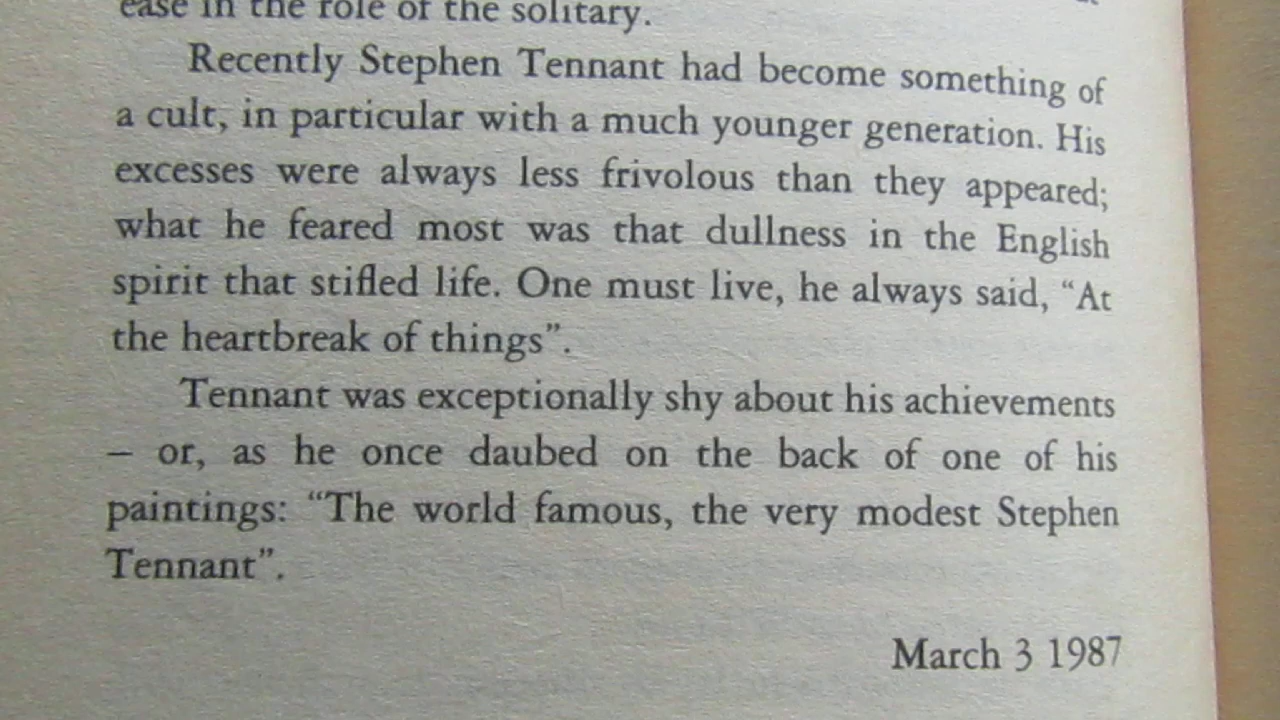 ease in the role of the solitary.
Recently Stephen Tennant had become something of
a cult, in particular with a much younger generation. His
excesses were always less frivolous than they appeared;
what he feared most was that dullness in the English
spirit that stifled life. One must live, he always said, “At
the heartbreak of things”.
Tennant was exceptionally shy about his achievements
– or, as he once daubed on the back of one of his
paintings: “The world famous, the very modest Stephen
Tennant”.
March 3 1987